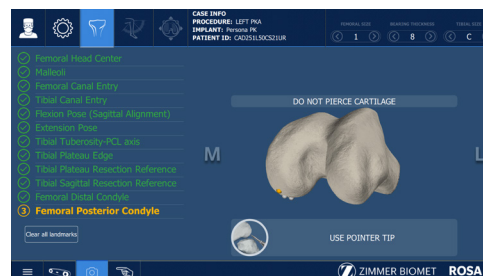 CASE INFO
PROCEDURE: LEFT PKA
IMPLANT: Persona PK
PATIENT ID: CAD251L50CS21UR
FEMORAL SIZE
1
BEARING THICKNESS
8
TIBIAL SIZE
C
Femoral Head Center
Malleoli
Femoral Canal Entry
Tibial Canal Entry
Flexion Pose (Sagittal Alignment)
Extension Pose
Tibial Tuberosity-PCL axis
Tibial Plateau Edge
Tibial Plateau Resection Reference
Tibial Sagittal Resection Reference
Femoral Distal Condyle
3 Femoral Posterior Condyle
Clear all landmarks
DO NOT PIERCE CARTILAGE
M
L
USE POINTER TIP
ZIMMER BIOMET ROSA